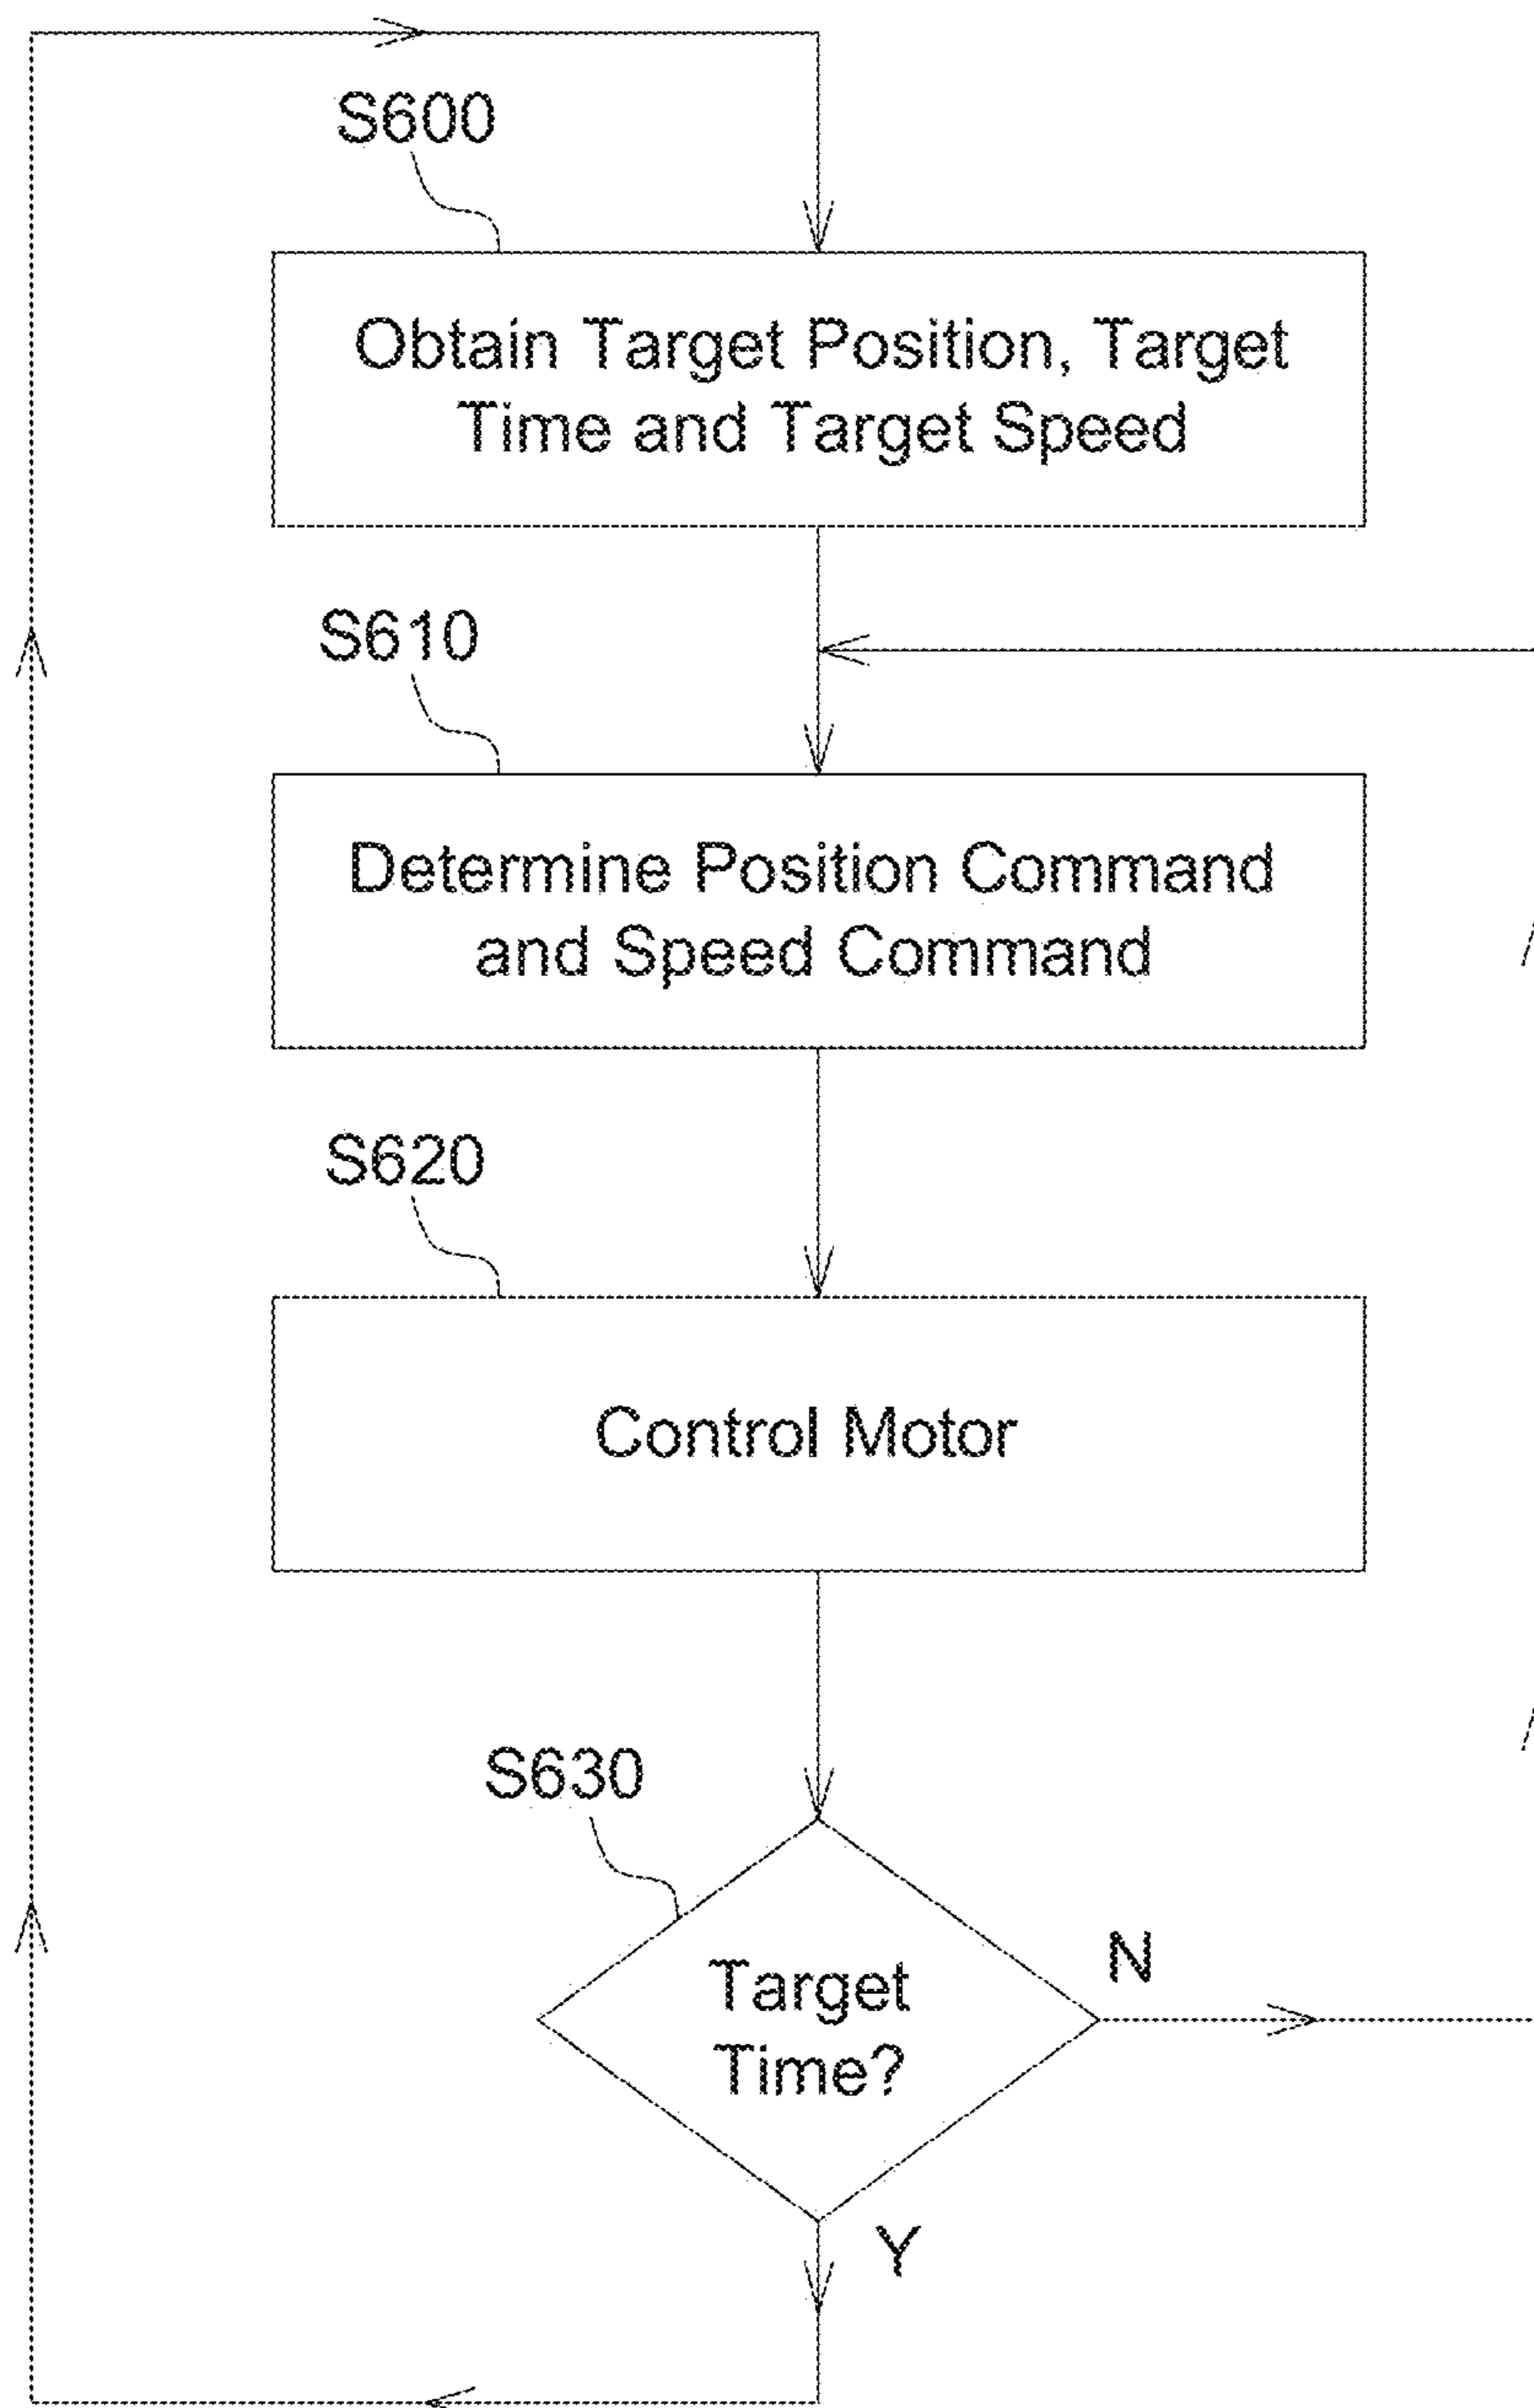 S600
Obtain Target Position, Target
Time and Target Speed
S610
Determine Position Command
and Speed Command
S620
Control Motor
S630
Target
Time?
N
Y